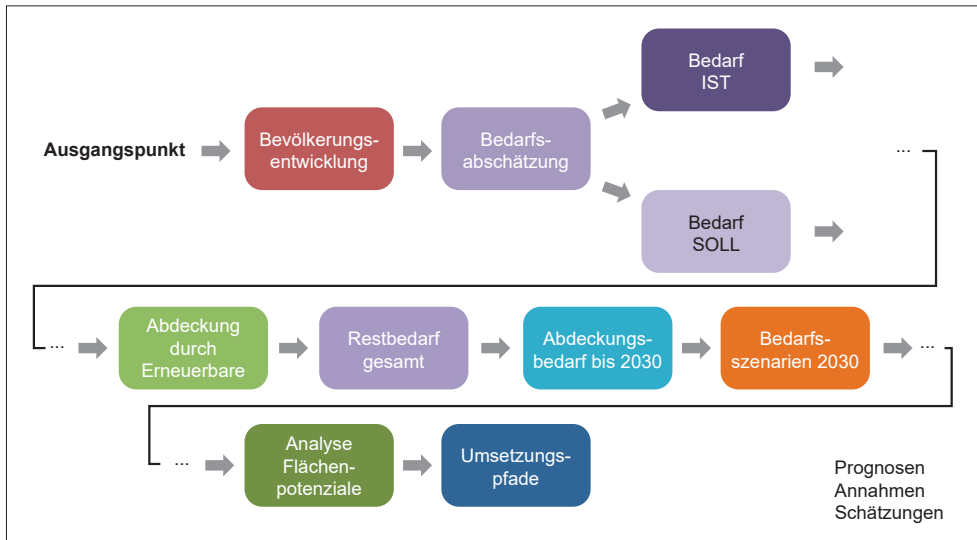 Bedarf
IST
Ausgangspunkt
Bevölkerungs-
entwicklung
Bedarfs-
abschätzung
...
Bedarf
SOLL
...
Abdeckung
durch
Erneuerbare
Restbedarf
gesamt
Abdeckungs-
bedarf bis 2030
Bedarfs-
szenarien 2030
...
...
Analyse
Flächen-
potenziale
Umsetzungs-
pfade
Prognosen
Annahmen
Schätzungen